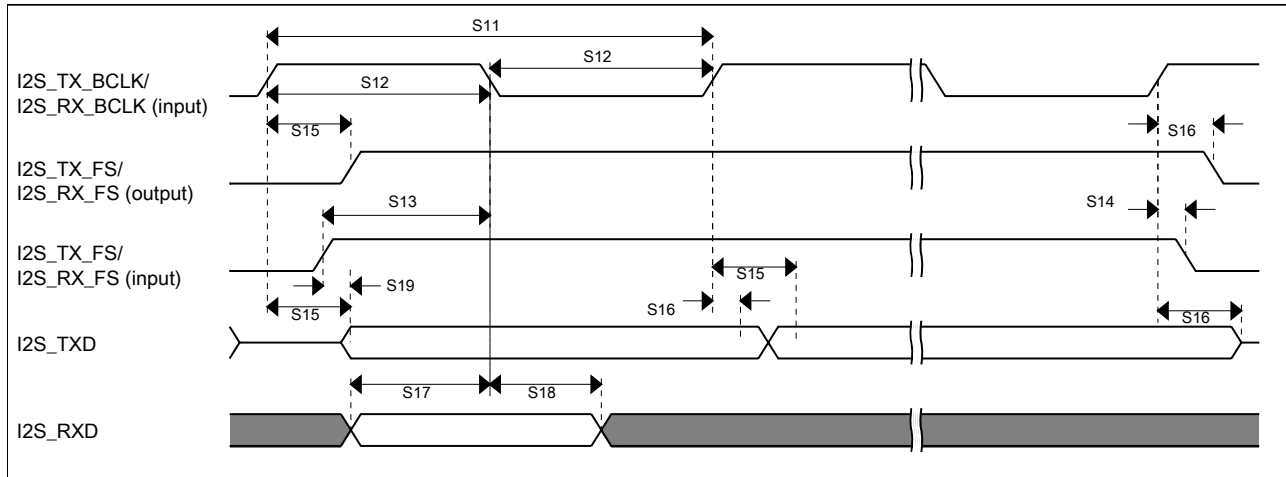 S11
S12
I2S_TX_BCLK/
I2S_RX_BCLK (input)
S12
S15
S16
I2S_TX_FS/
I2S_RX_FS (output)
S13
S14
I2S_TX_FS/
I2S_RX_FS (input)
S15
S19
S16
S15
S16
I2S_TXD
S17
S18
I2S_RXD